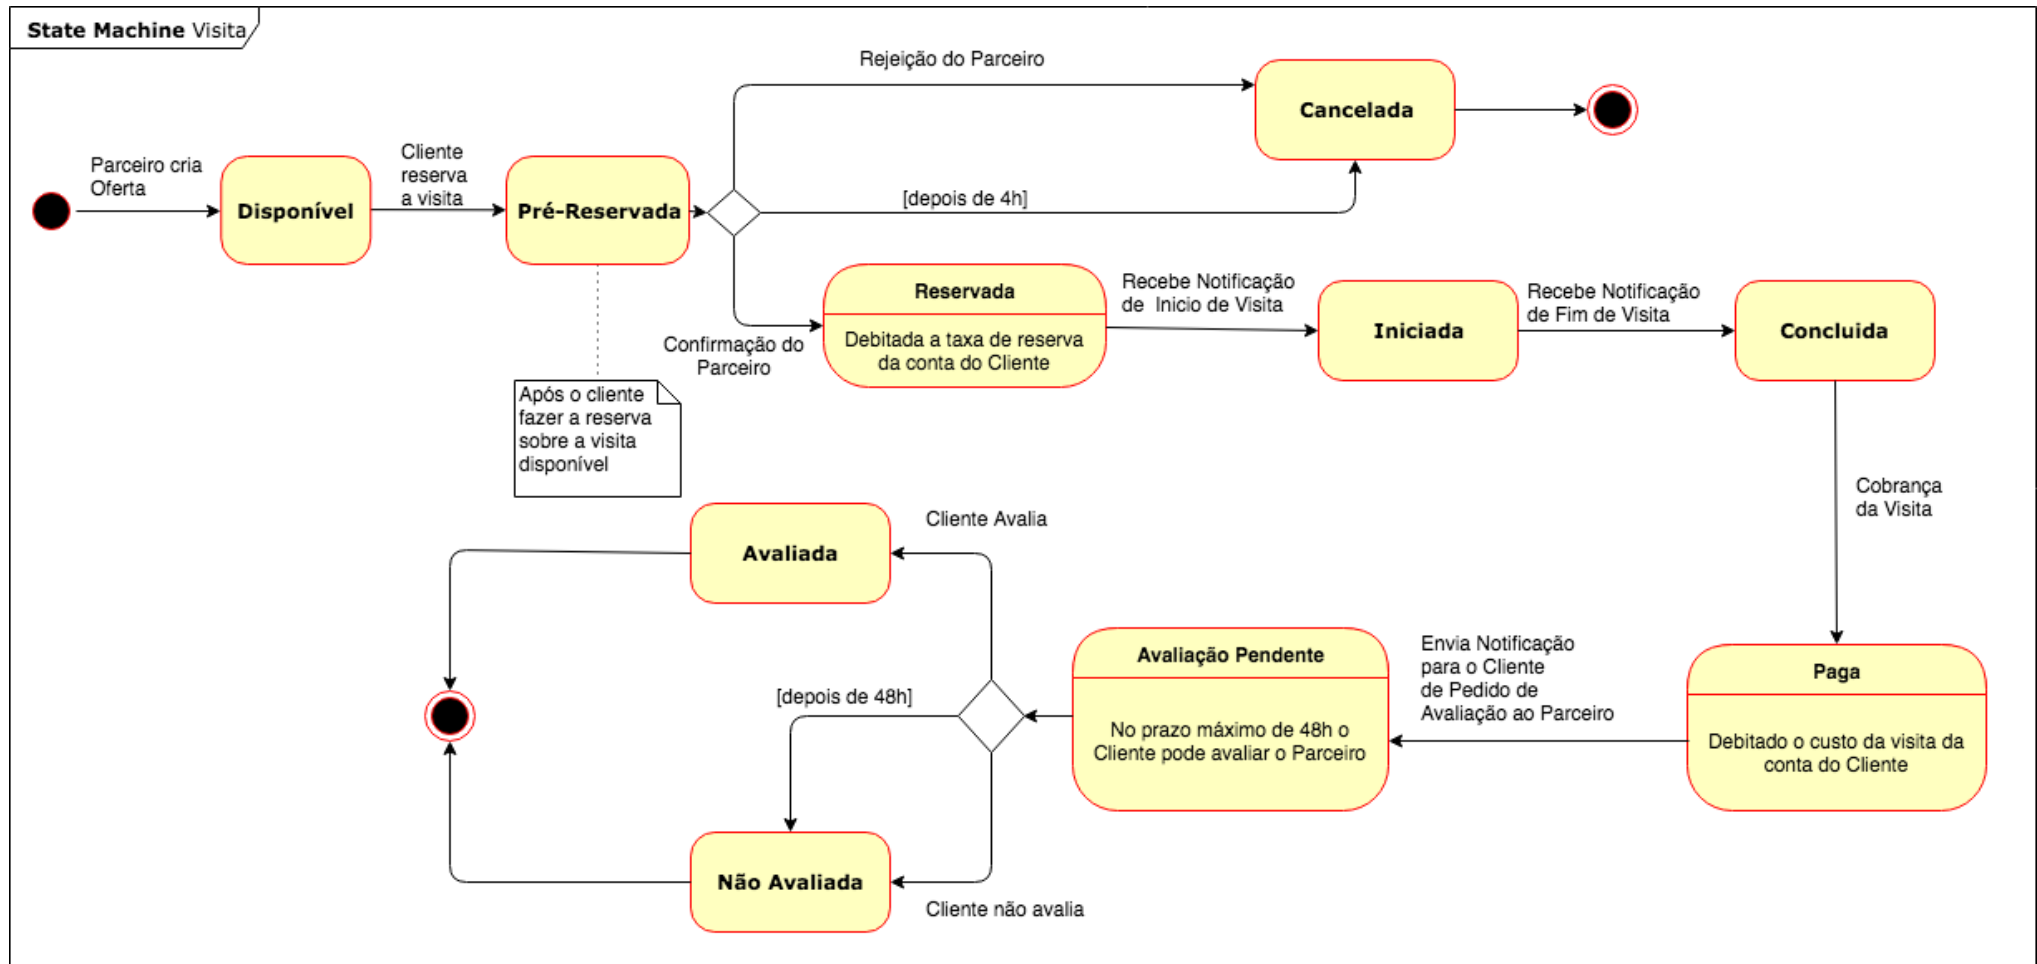 State Machine Visita
Rejeição do Parceiro
Cancelada
Parceiro cria
Oferta
Disponível
Cliente
reserva
a visita
Pré-Reservada
[depois de 4h]
Confirmação do
Parceiro
Reservada
Debitada a taxa de reserva
da conta do Cliente
Recebe Notificação
de Inicio de Visita
Iniciada
Recebe Notificação
de Fim de Visita
Concluida
Após o cliente
fazer a reserva
sobre a visita
disponível
Cobrança
da Visita
Paga
Debitado o custo da visita da
conta do Cliente
Envia Notificação
para o Cliente
de Pedido de
Avaliação ao Parceiro
Avaliação Pendente
No prazo máximo de 48h o
Cliente pode avaliar o Parceiro
Cliente Avalia
Avaliada
[depois de 48h]
Não Avaliada
Cliente não avalia